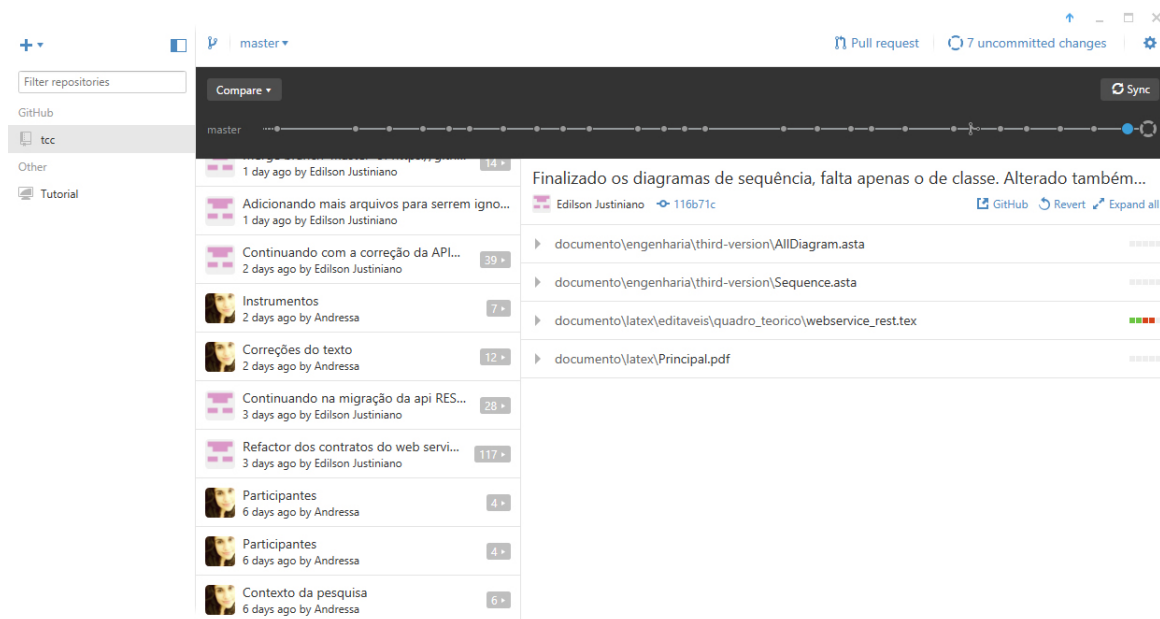 master
Pull request
7 uncommitted changes
Filter repositories
GitHub
tcc
Other
Tutorial
Compare
Sync
master
14
1 day ago by Edilson Justiniano
Adicionando mais arquivos para serem igno...
1 day ago by Edilson Justiniano
Continuando com a correção da API...
39
2 days ago by Edilson Justiniano
Instrumentos
7
2 days ago by Andressa
Correções do texto
12
2 days ago by Andressa
Continuando na migração da api RES...
28
3 days ago by Edilson Justiniano
Refactor dos contratos do web servi...
117
3 days ago by Edilson Justiniano
Participantes
4
6 days ago by Andressa
Participantes
4
6 days ago by Andressa
Contexto da pesquisa
6
6 days ago by Andressa
Finalizado os diagramas de sequência, falta apenas o de classe. Alterado também...
Edilson Justiniano 116b71c
GitHub Revert Expand all
documento\engenharia\third-version\AllDiagram.asta
documento\engenharia\third-version\Sequence.asta
documento\latex\editaveis\quadro_teorico\webservice_rest.tex
documento\latex\Principal.pdf